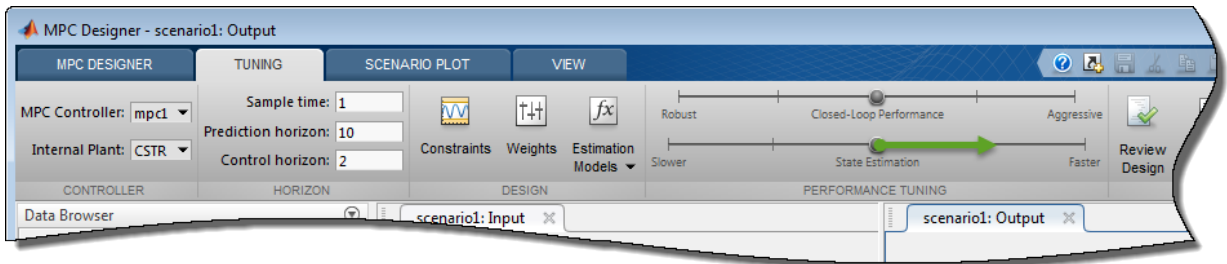 MPC Designer - scenario1: Output
MPC DESIGNER TUNING SCENARIO PLOT VIEW
MPC Controller: mpc1
Internal Plant: CSTR
CONTROLLER
Sample time: 1
Prediction horizon: 10
Control horizon: 2
HORIZON
Constraints
Weights
fx
Estimation
Models
DESIGN
Robust Closed-Loop Performance Aggressive
Slower State Estimation Faster
PERFORMANCE TUNING
Review
Design
Data Browser
scenario1: Input
scenario1: Output